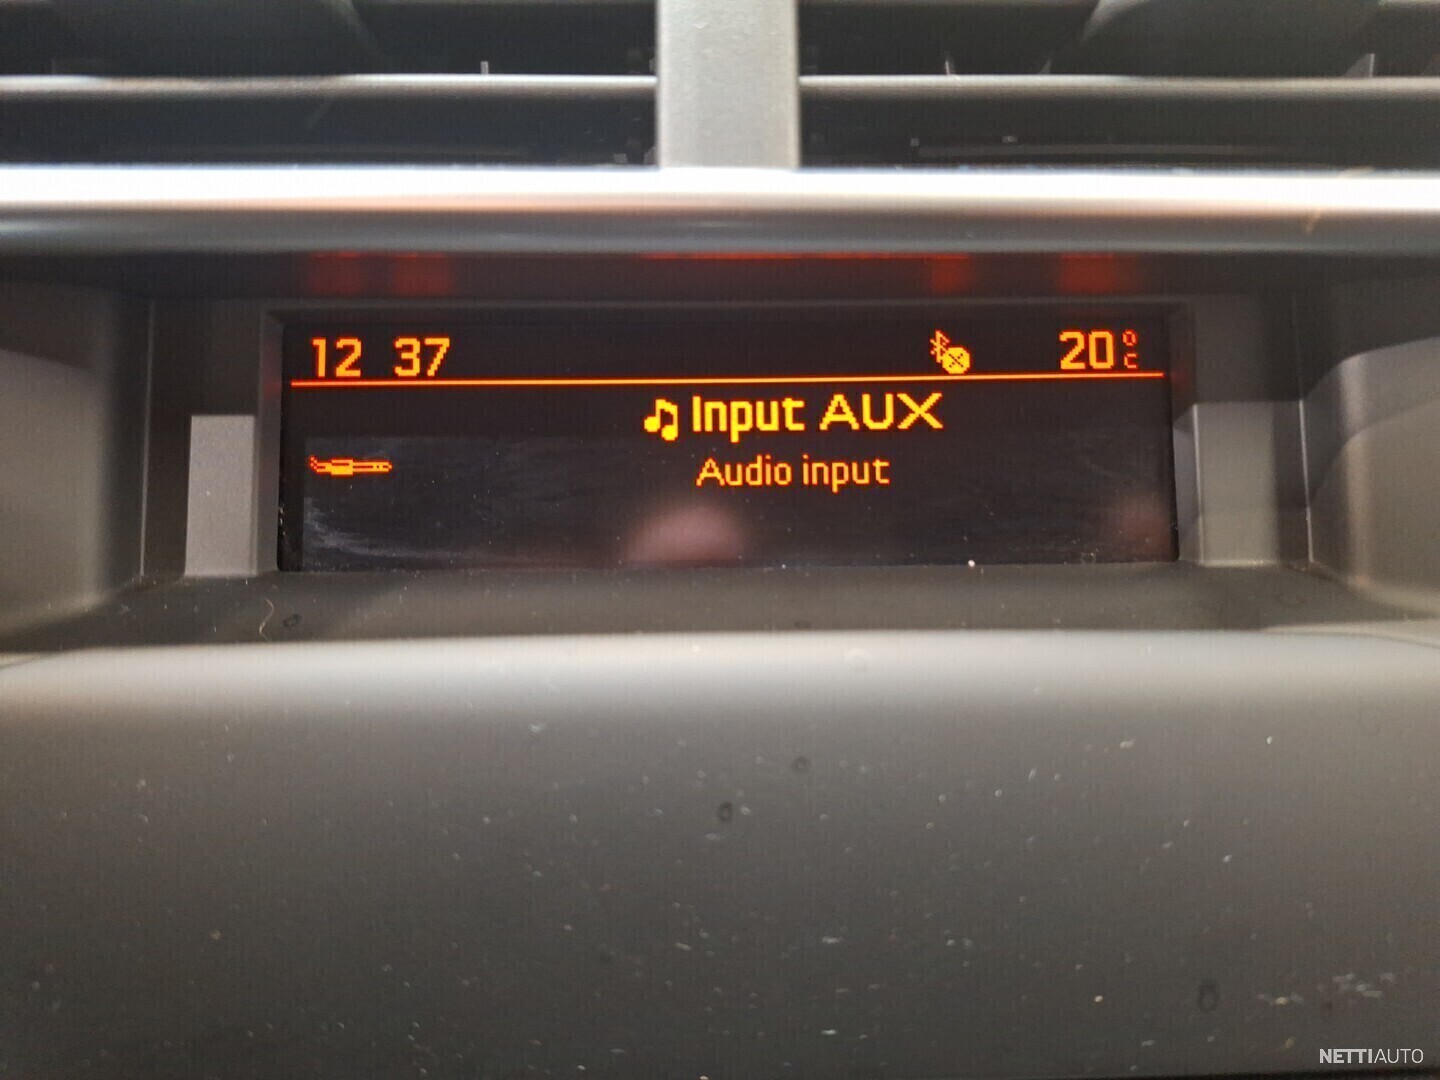 12 37 20°C
Input AUX
Audio input
NETTIAUTO